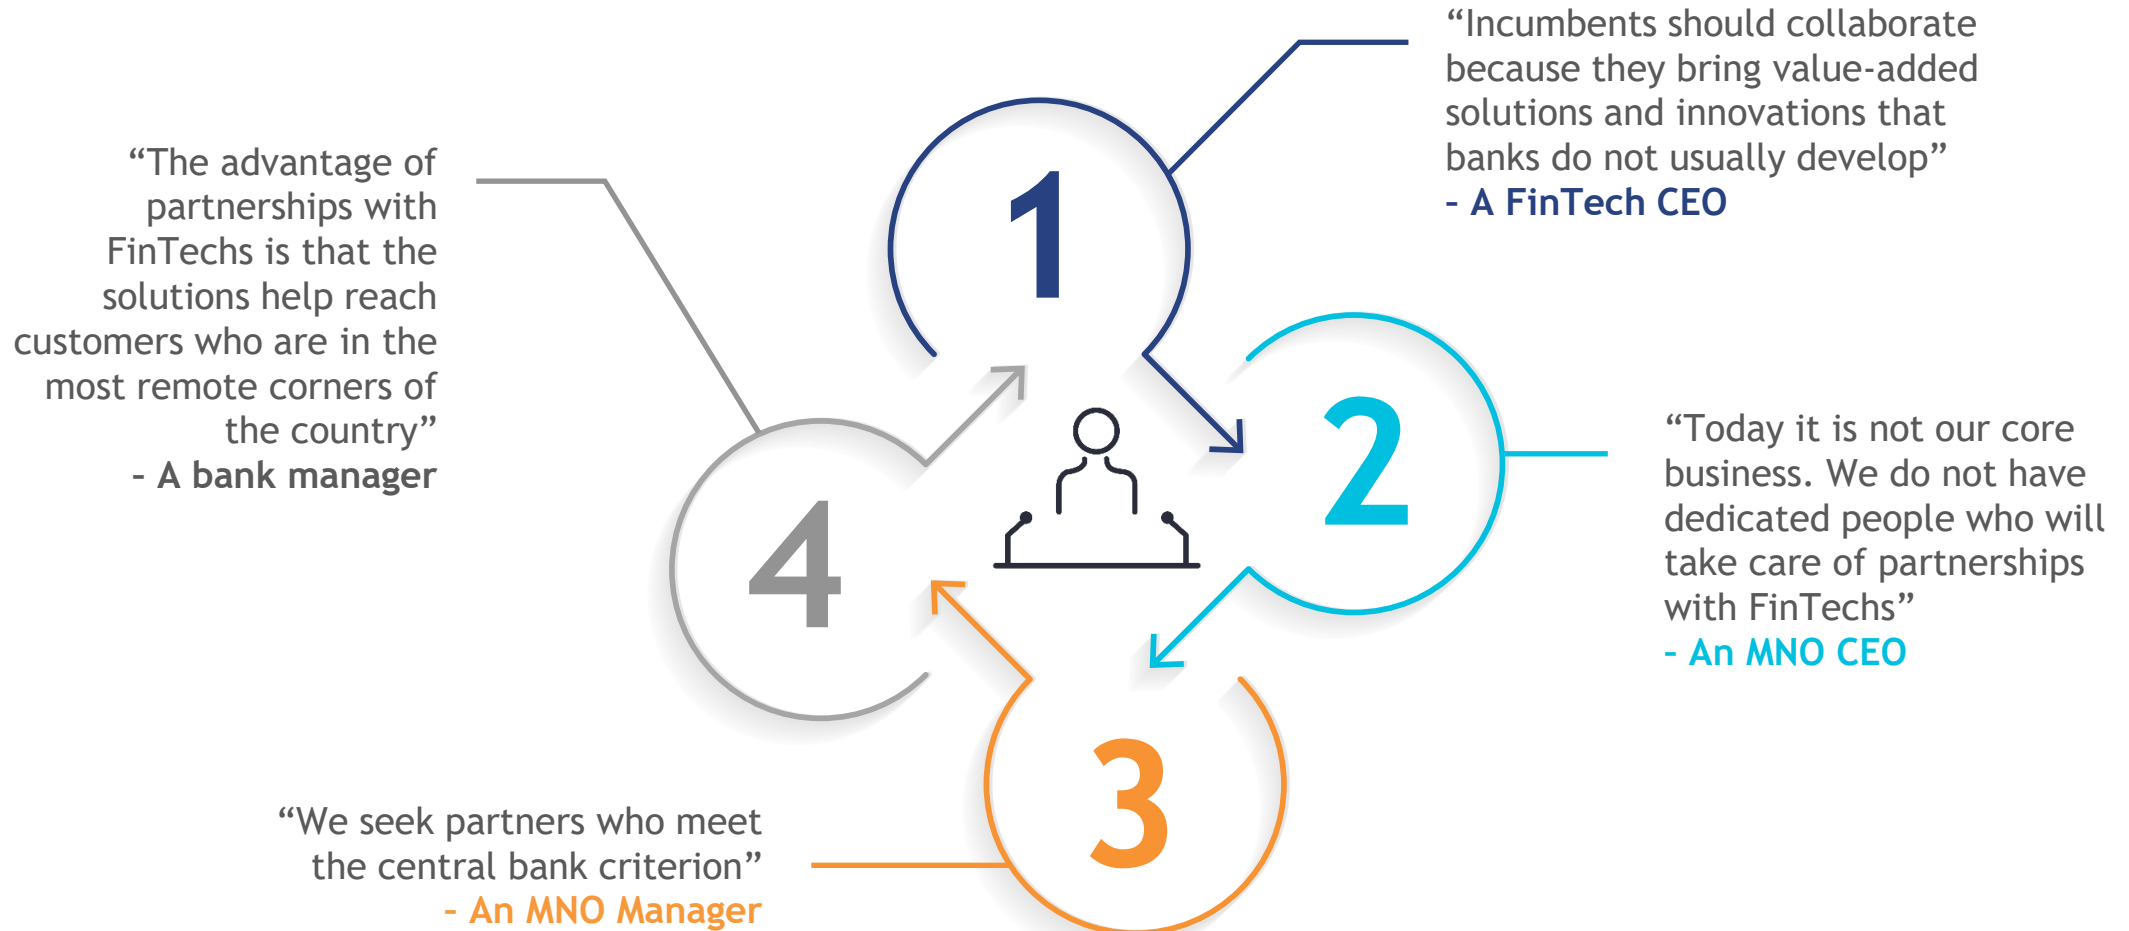 1
“Incumbents should collaborate
because they bring value-added
solutions and innovations that
banks do not usually develop”
– A FinTech CEO
2
“Today it is not our core
business. We do not have
dedicated people who will
take care of partnerships
with FinTechs”
– An MNO CEO
3
“We seek partners who meet
the central bank criterion”
– An MNO Manager
4
“The advantage of
partnerships with
FinTechs is that the
solutions help reach
customers who are in the
most remote corners of
the country”
– A bank manager